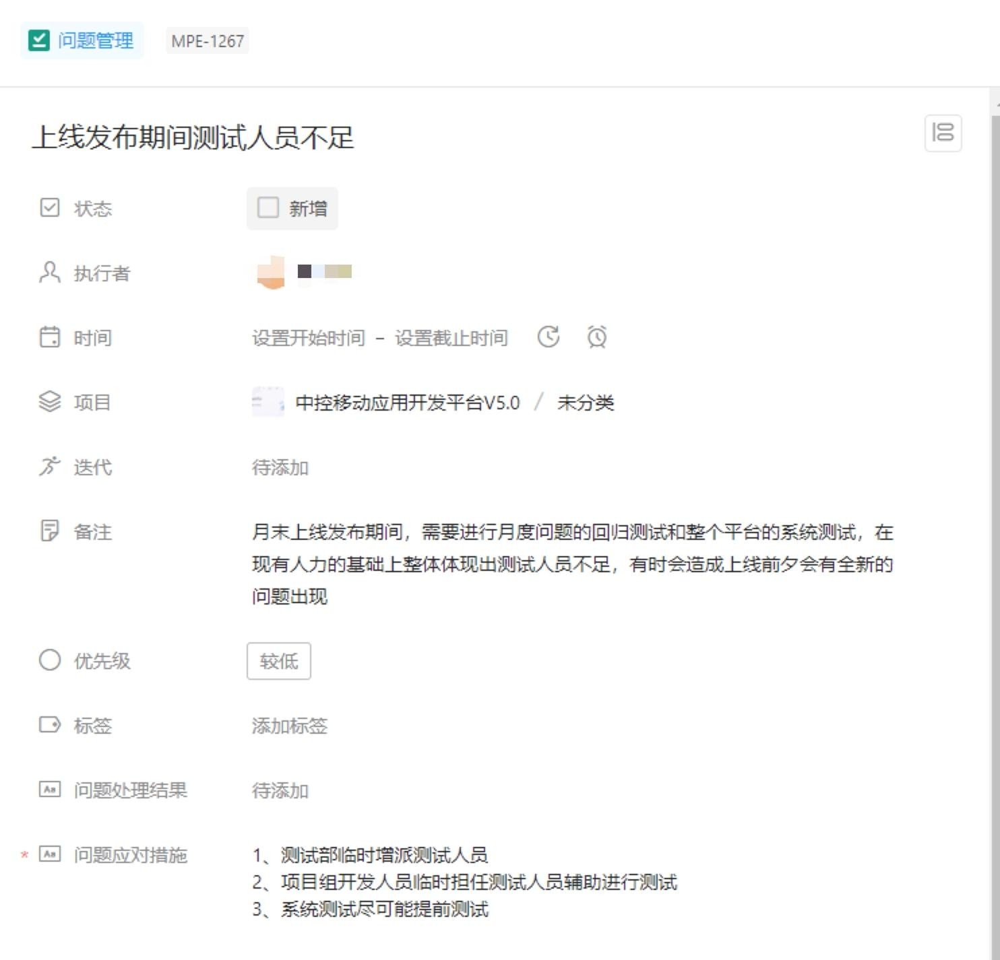 问题管理 MPE-1267
上线发布期间测试人员不足
状态 新增
执行者
时间 设置开始时间 – 设置截止时间
项目 中控移动应用开发平台V5.0 / 未分类
迭代 待添加
备注 月末上线发布期间，需要进行月度问题的回归测试和整个平台的系统测试，在
现有人力的基础上整体体现出测试人员不足，有时会造成上线前夕会有全新的
问题出现
优先级 较低
标签 添加标签
Aa 问题处理结果 待添加
* Aa 问题应对措施 1、测试部临时增派测试人员
2、项目组开发人员临时担任测试人员辅助进行测试
3、系统测试尽可能提前测试